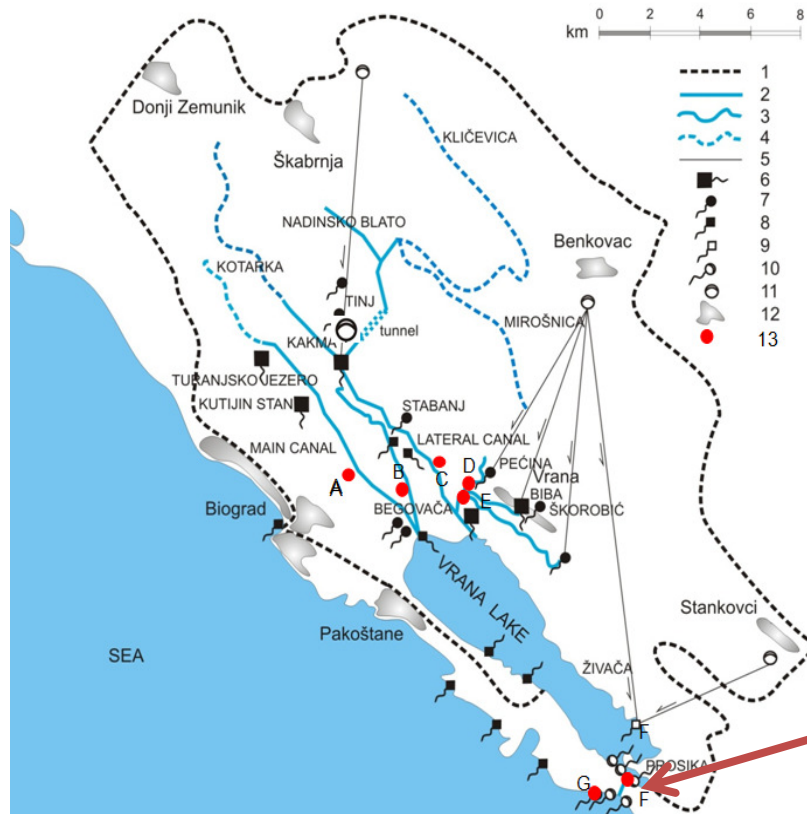 0 2 4 6 8
km
1
2
3
4
5
6
7
8
9
10
11
12
13
Donji Zemunik
Škabrnja
KLIČEVICA
NADINSKO BLATO
Benkovac
KOTARKA
TINJ
MIROŠNICA
tunnel
KAKMA
TURANJSKO JEZERO
KUTIJIN STAN
STABANJ
MAIN CANAL
LATERAL CANAL
PEĆINA
Vrana
A
B
C
D
E
BIBA
ŠKOROBIĆ
Biograd
BEGOVAČA
VRANA LAKE
Pakoštane
Stankovci
SEA
ŽIVAČA
F
PROSIKA
G
F